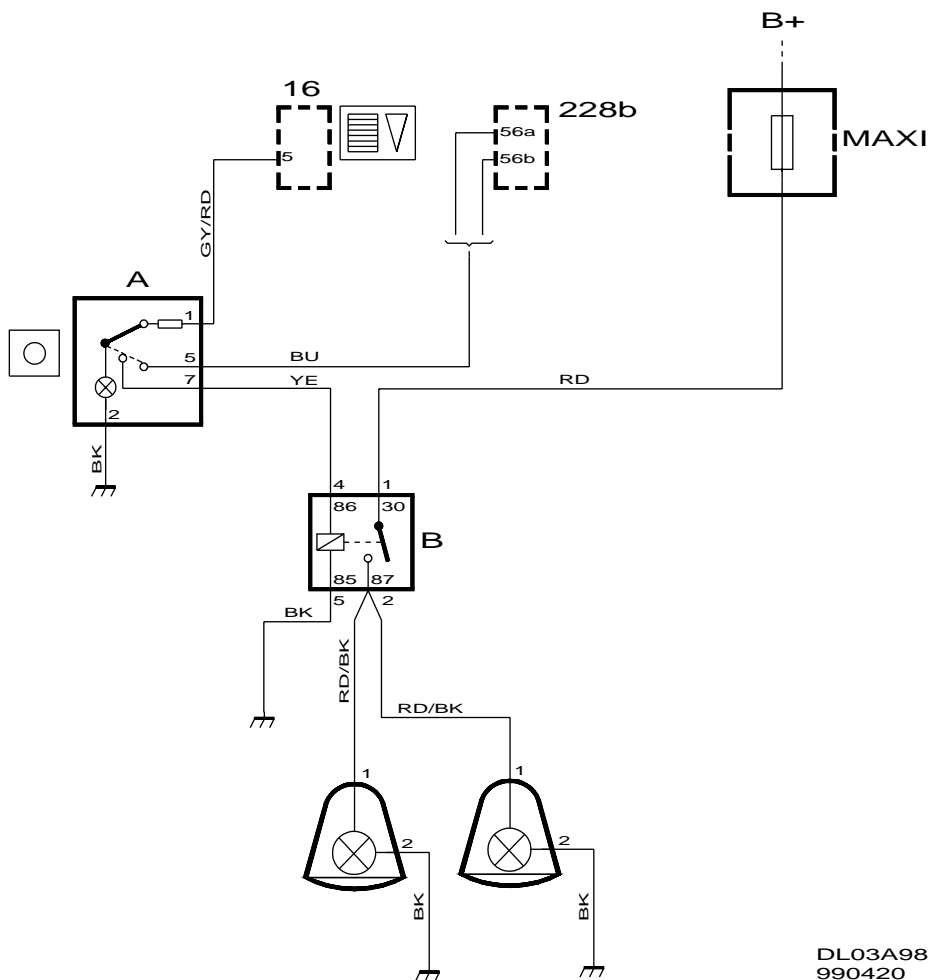 B+
16
228b
56a
MAXI
5
56b
GY/RD
A
1
5
BU
7
YE
RD
2
BK
4
1
86
30
B
85
87
BK
5
2
RD/BK
RD/BK
1
1
2
2
BK
BK
DL03A98
990420